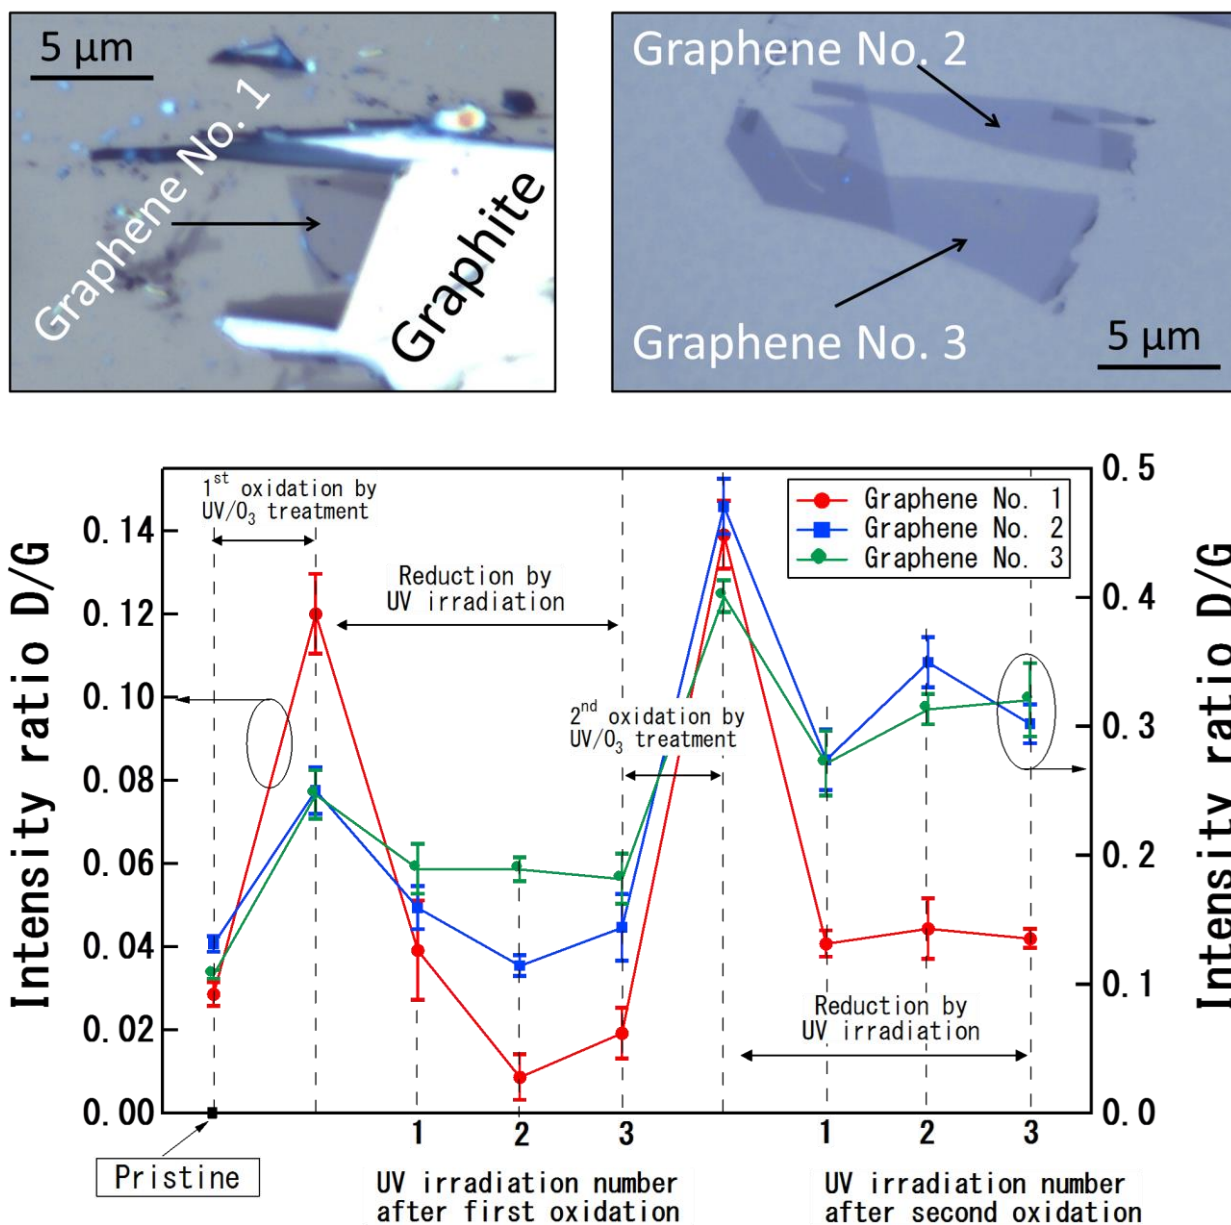 5 μm
Graphene No. 1
Graphite
Graphene No. 2
Graphene No. 3
5 μm
Intensity ratio D/G
0.14
0.12
0.10
0.08
0.06
0.04
0.02
0.00
1st oxidation by
UV/O3 treatment
Reduction by
UV irradiation
2nd oxidation by
UV/O3 treatment
Graphene No. 1
Graphene No. 2
Graphene No. 3
Reduction by
UV irradiation
0.5
0.4
0.3
0.2
0.1
0.0
Intensity ratio D/G
1 2 3 1 2 3
Pristine
UV irradiation number
after first oxidation
UV irradiation number
after second oxidation